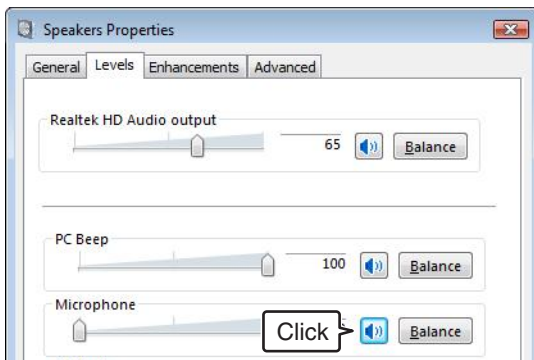 Speakers Properties
General Levels Enhancements Advanced
Realtek HD Audio output
65 Balance
PC Beep
100 Balance
Microphone
Click Balance